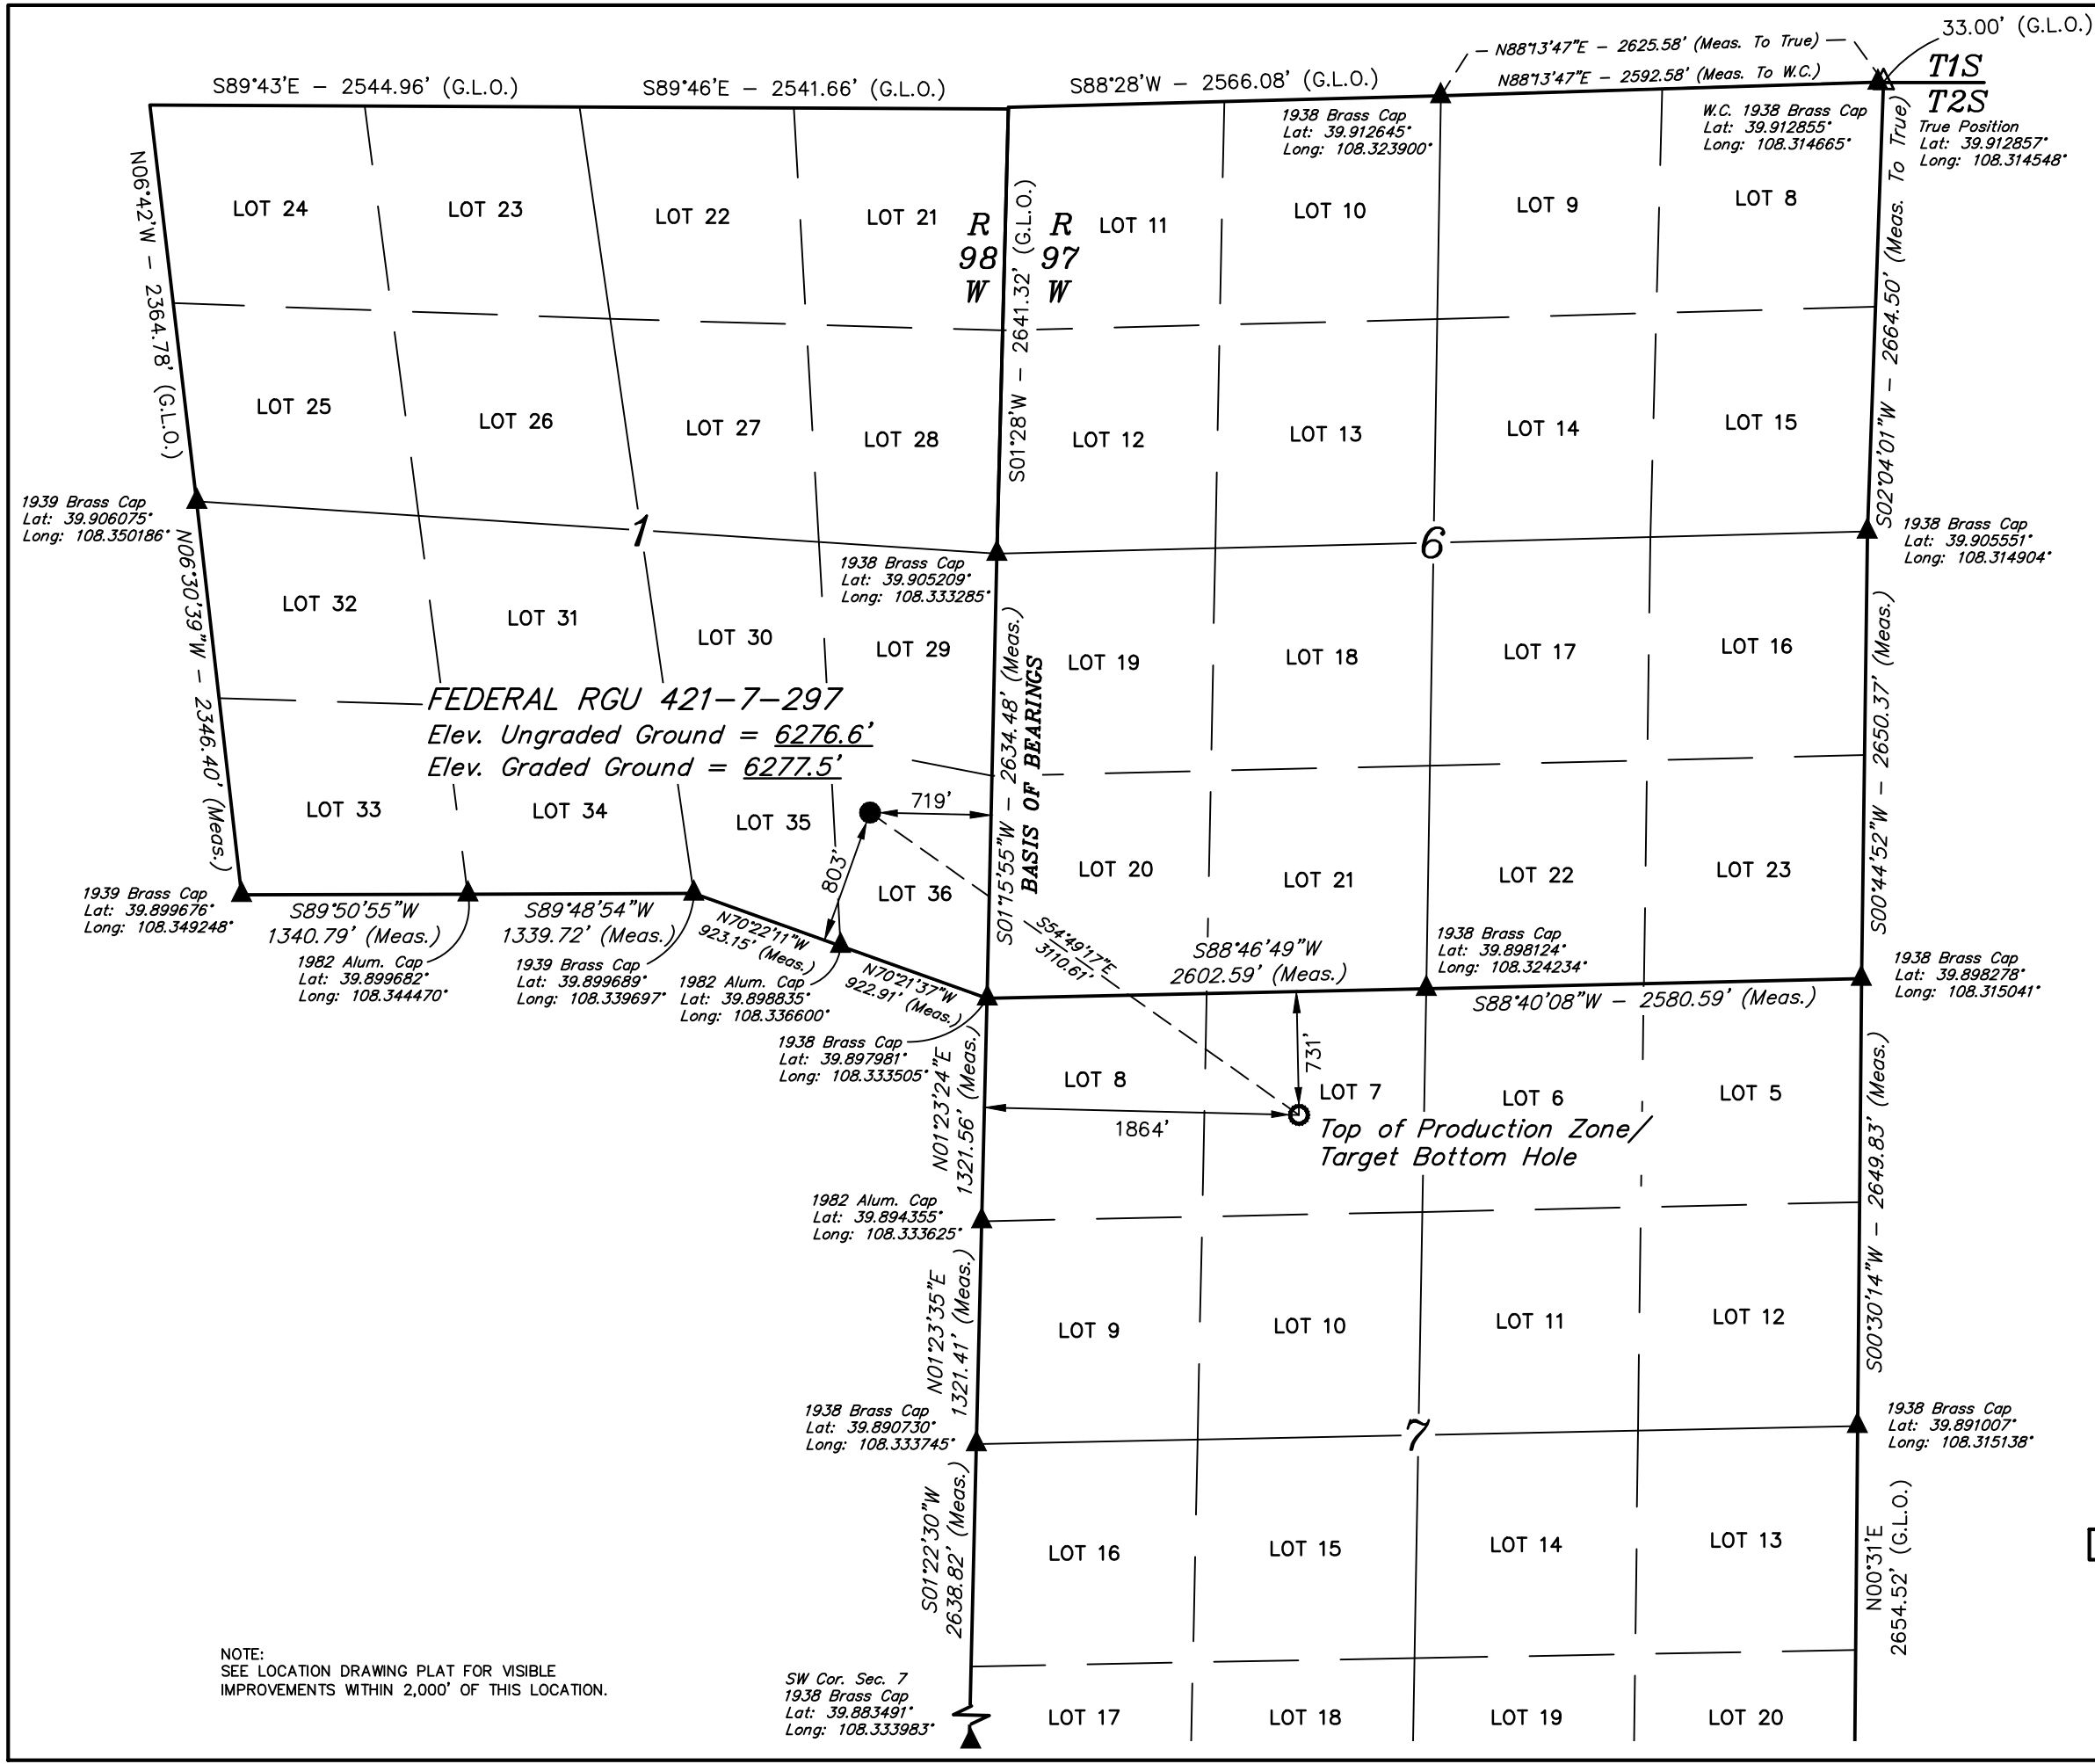 33.00' (G.L.O.)
N88°13'47"E – 2625.58' (Meas. To True)
S89°43'E – 2544.96' (G.L.O.)
S89°46'E – 2541.66' (G.L.O.)
S88°28'W – 2566.08' (G.L.O.)
N88°13'47"E – 2592.58' (Meas. To W.C.)
T1S
T2S
1938 Brass Cap
Lat: 39.912645°
Long: 108.323900°
W.C. 1938 Brass Cap
Lat: 39.912855°
Long: 108.314665°
True Position
Lat: 39.912857°
Long: 108.314548°
N06°42'W – 2364.78' (G.L.O.)
LOT 24
LOT 23
LOT 22
LOT 21
R
98
W
R
97
W
S01°28'W – 2641.32' (G.L.O.)
LOT 11
LOT 10
LOT 9
LOT 8
S02°04'01"W – 2664.50' (Meas. To True)
LOT 25
LOT 26
LOT 27
LOT 28
LOT 12
LOT 13
LOT 14
LOT 15
1939 Brass Cap
Lat: 39.906075°
Long: 108.350186°
1
6
1938 Brass Cap
Lat: 39.905209°
Long: 108.333285°
1938 Brass Cap
Lat: 39.905551°
Long: 108.314904°
N06°30'39"W – 2346.40' (Meas.)
LOT 32
LOT 31
LOT 30
LOT 29
S01°15'55"W – 2634.48' (Meas.)
BASIS OF BEARINGS
LOT 19
LOT 18
LOT 17
LOT 16
S00°44'52"W – 2650.37' (Meas.)
FEDERAL RGU 421-7-297
Elev. Ungraded Ground = 6276.6'
Elev. Graded Ground = 6277.5'
LOT 33
LOT 34
LOT 35
719'
803'
LOT 36
LOT 20
LOT 21
LOT 22
LOT 23
1939 Brass Cap
Lat: 39.899676°
Long: 108.349248°
S89°50'55"W
1340.79' (Meas.)
S89°48'54"W
1339.72' (Meas.)
N70°22'11"W
923.15' (Meas.)
N70°21'37"W
922.91' (Meas.)
1982 Alum. Cap
Lat: 39.899682°
Long: 108.344470°
1939 Brass Cap
Lat: 39.899689°
Long: 108.339697°
1982 Alum. Cap
Lat: 39.898835°
Long: 108.336600°
1938 Brass Cap
Lat: 39.897981°
Long: 108.333505°
S54°49'17"E
3110.61'
S88°46'49"W
2602.59' (Meas.)
1938 Brass Cap
Lat: 39.898124°
Long: 108.324234°
S88°40'08"W – 2580.59' (Meas.)
1938 Brass Cap
Lat: 39.898278°
Long: 108.315041°
N01°23'24"E
1321.56' (Meas.)
LOT 8
731'
LOT 7
LOT 6
LOT 5
1864'
Top of Production Zone/
Target Bottom Hole
S00°30'14"W – 2649.83' (Meas.)
1982 Alum. Cap
Lat: 39.894355°
Long: 108.333625°
N01°23'35"E
1321.41' (Meas.)
LOT 9
LOT 10
LOT 11
LOT 12
1938 Brass Cap
Lat: 39.890730°
Long: 108.333745°
7
1938 Brass Cap
Lat: 39.891007°
Long: 108.315138°
S01°22'30"W
2638.82' (Meas.)
LOT 16
LOT 15
LOT 14
LOT 13
N00°31'E
2654.52' (G.L.O.)
NOTE:
SEE LOCATION DRAWING PLAT FOR VISIBLE
IMPROVEMENTS WITHIN 2,000' OF THIS LOCATION.
SW Cor. Sec. 7
1938 Brass Cap
Lat: 39.883491°
Long: 108.333983°
LOT 17
LOT 18
LOT 19
LOT 20